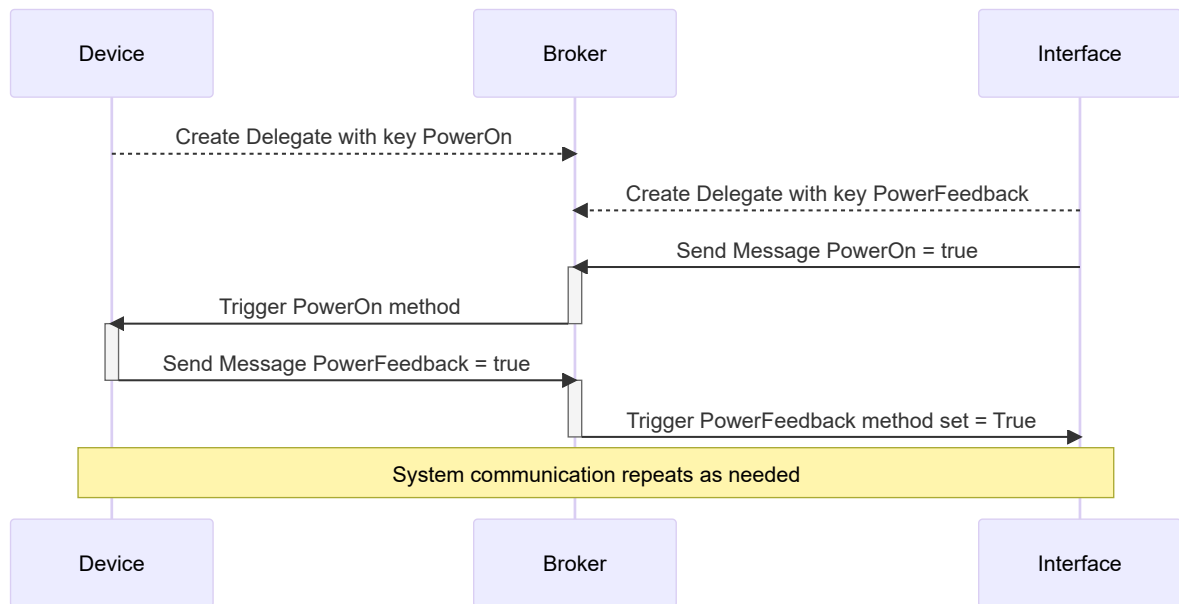 Device
Broker
Interface
Create Delegate with key PowerOn
Create Delegate with key PowerFeedback
Send Message PowerOn = true
Trigger PowerOn method
Send Message PowerFeedback = true
Trigger PowerFeedback method set = True
System communication repeats as needed
Device
Broker
Interface